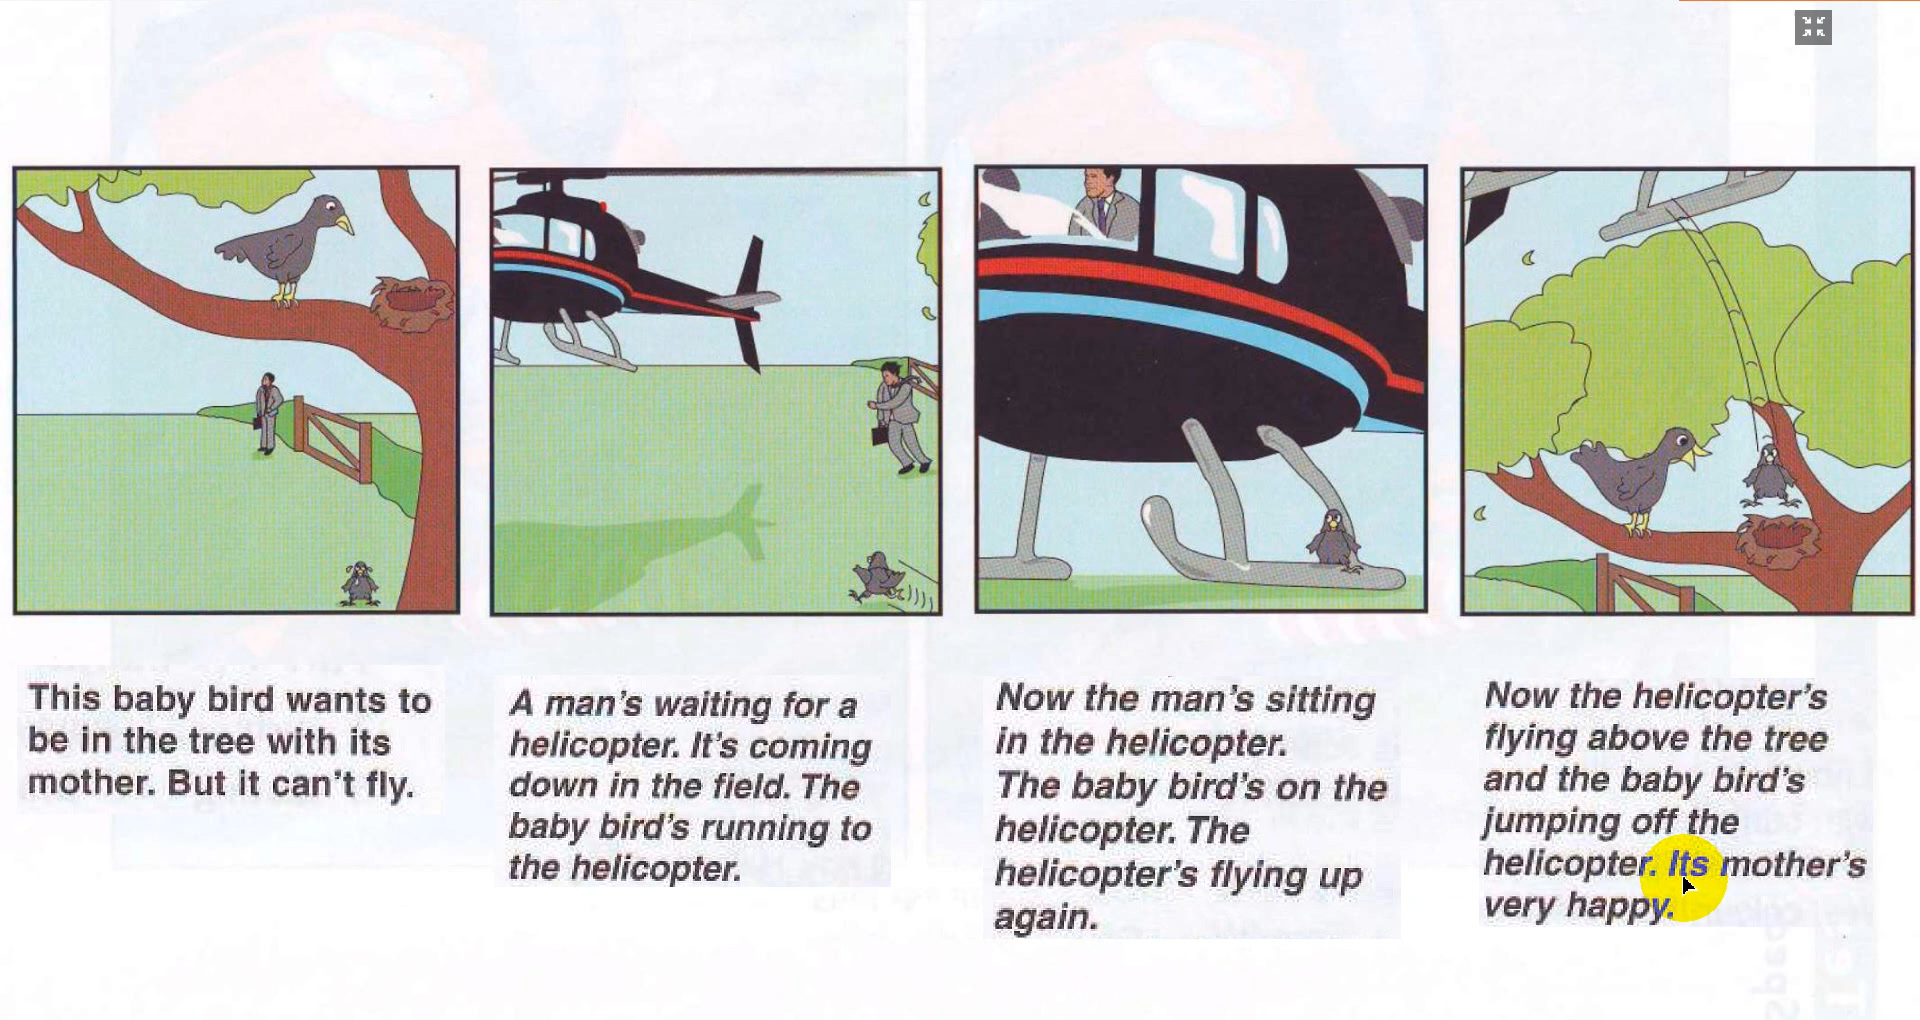 This baby bird wants to
be in the tree with its
mother. But it can't fly.
A man's waiting for a
helicopter. It's coming
down in the field. The
baby bird's running to
the helicopter.
Now the man's sitting
in the helicopter.
The baby bird's on the
helicopter. The
helicopter's flying up
again.
Now the helicopter's
flying above the tree
and the baby bird's
jumping off the
helicopter. Its mother's
very happy.